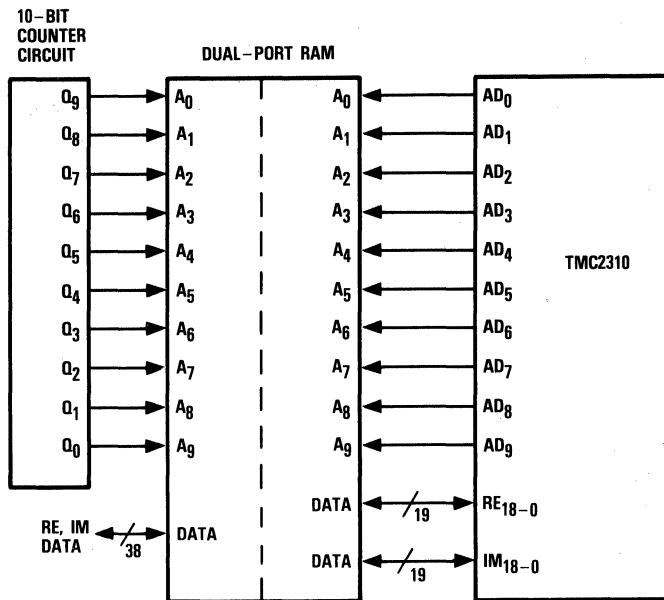 10-BIT
COUNTER
CIRCUIT
DUAL-PORT RAM
Q9 A0 A0 AD0
Q8 A1 A1 AD1
Q7 A2 A2 AD2
Q6 A3 A3 AD3
Q5 A4 A4 AD4
TMC2310
Q4 A5 A5 AD5
Q3 A6 A6 AD6
Q2 A7 A7 AD7
Q1 A8 A8 AD8
Q0 A9 A9 AD9
DATA 19 RE18-0
RE, IM
DATA
38 DATA
DATA 19 IM18-0